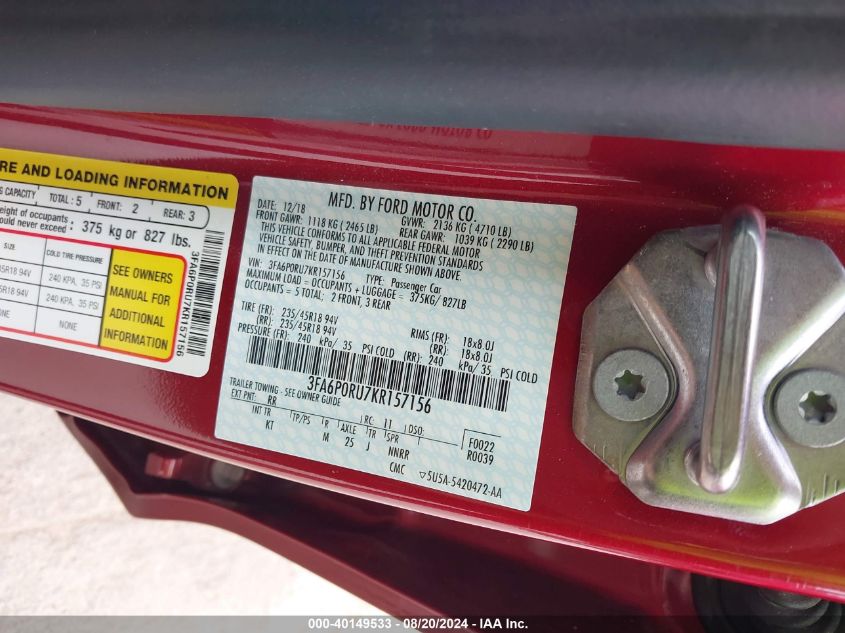 RE AND LOADING INFORMATION
G CAPACITY TOTAL : 5 FRONT: 2 REAR: 3
eight of occupants
ould never exceed : 375 kg or 827 lbs.
SIZE COLD TIRE PRESSURE
5R18 94V 240 KPA, 35 PSI
5R18 94V 240 KPA, 35 PSI
NONE NONE
SEE OWNERS
MANUAL FOR
ADDITIONAL
INFORMATION
3FA6P0RU7KR157156
MFD. BY FORD MOTOR CO.
DATE: 12/18 GVWR: 2136 KG ( 4710 LB)
FRONT GAWR: 1118 KG ( 2465 LB) REAR GAWR: 1039 KG ( 2290 LB)
THIS VEHICLE CONFORMS TO ALL APPLICABLE FEDERAL MOTOR
VEHICLE SAFETY, BUMPER, AND THEFT PREVENTION STANDARDS
IN EFFECT ON THE DATE OF MANUFACTURE SHOWN ABOVE.
VIN: 3FA6P0RU7KR157156 TYPE: Passenger Car
MAXIMUM LOAD = OCCUPANTS + LUGGAGE = 375KG/ 827LB
OCCUPANTS = 5 TOTAL: 2 FRONT, 3 REAR
TIRE (FR): 235/45R18 94V RIMS (FR): 18x8.0J
(RR): 235/45R18 94V (RR): 18x8.0J
PRESSURE (FR): 240 kPa/ 35 PSI COLD (RR): 240 kPa/ 35 PSI COLD
3FA6P0RU7KR157156
TRAILER TOWING - SEE OWNER GUIDE
EXT PNT: RR RC: 11 DSO: F0022
INT TR TP/PS R AXLE TR SPR R0039
KT M 25 J NNRR
CMC 5U5A-5420472-AA
000-40149533 - 08/20/2024 - IAA Inc.